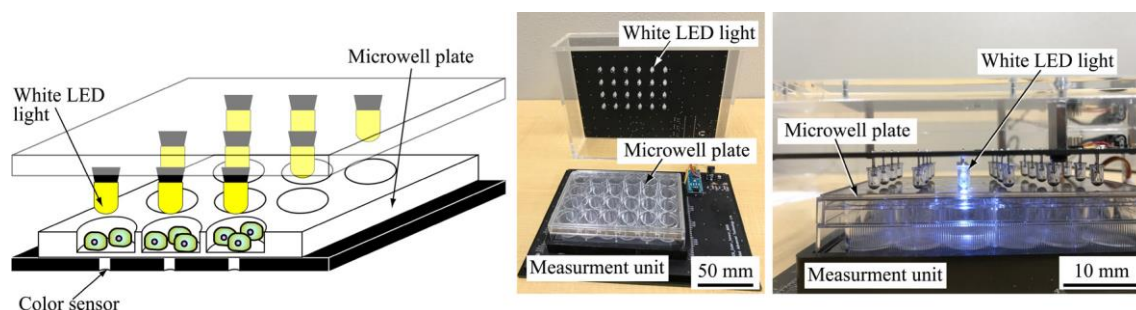 Microwell plate
White LED
light
Color sensor
White LED light
Microwell plate
Measurment unit
50 mm
White LED light
Microwell plate
Measurment unit
10 mm